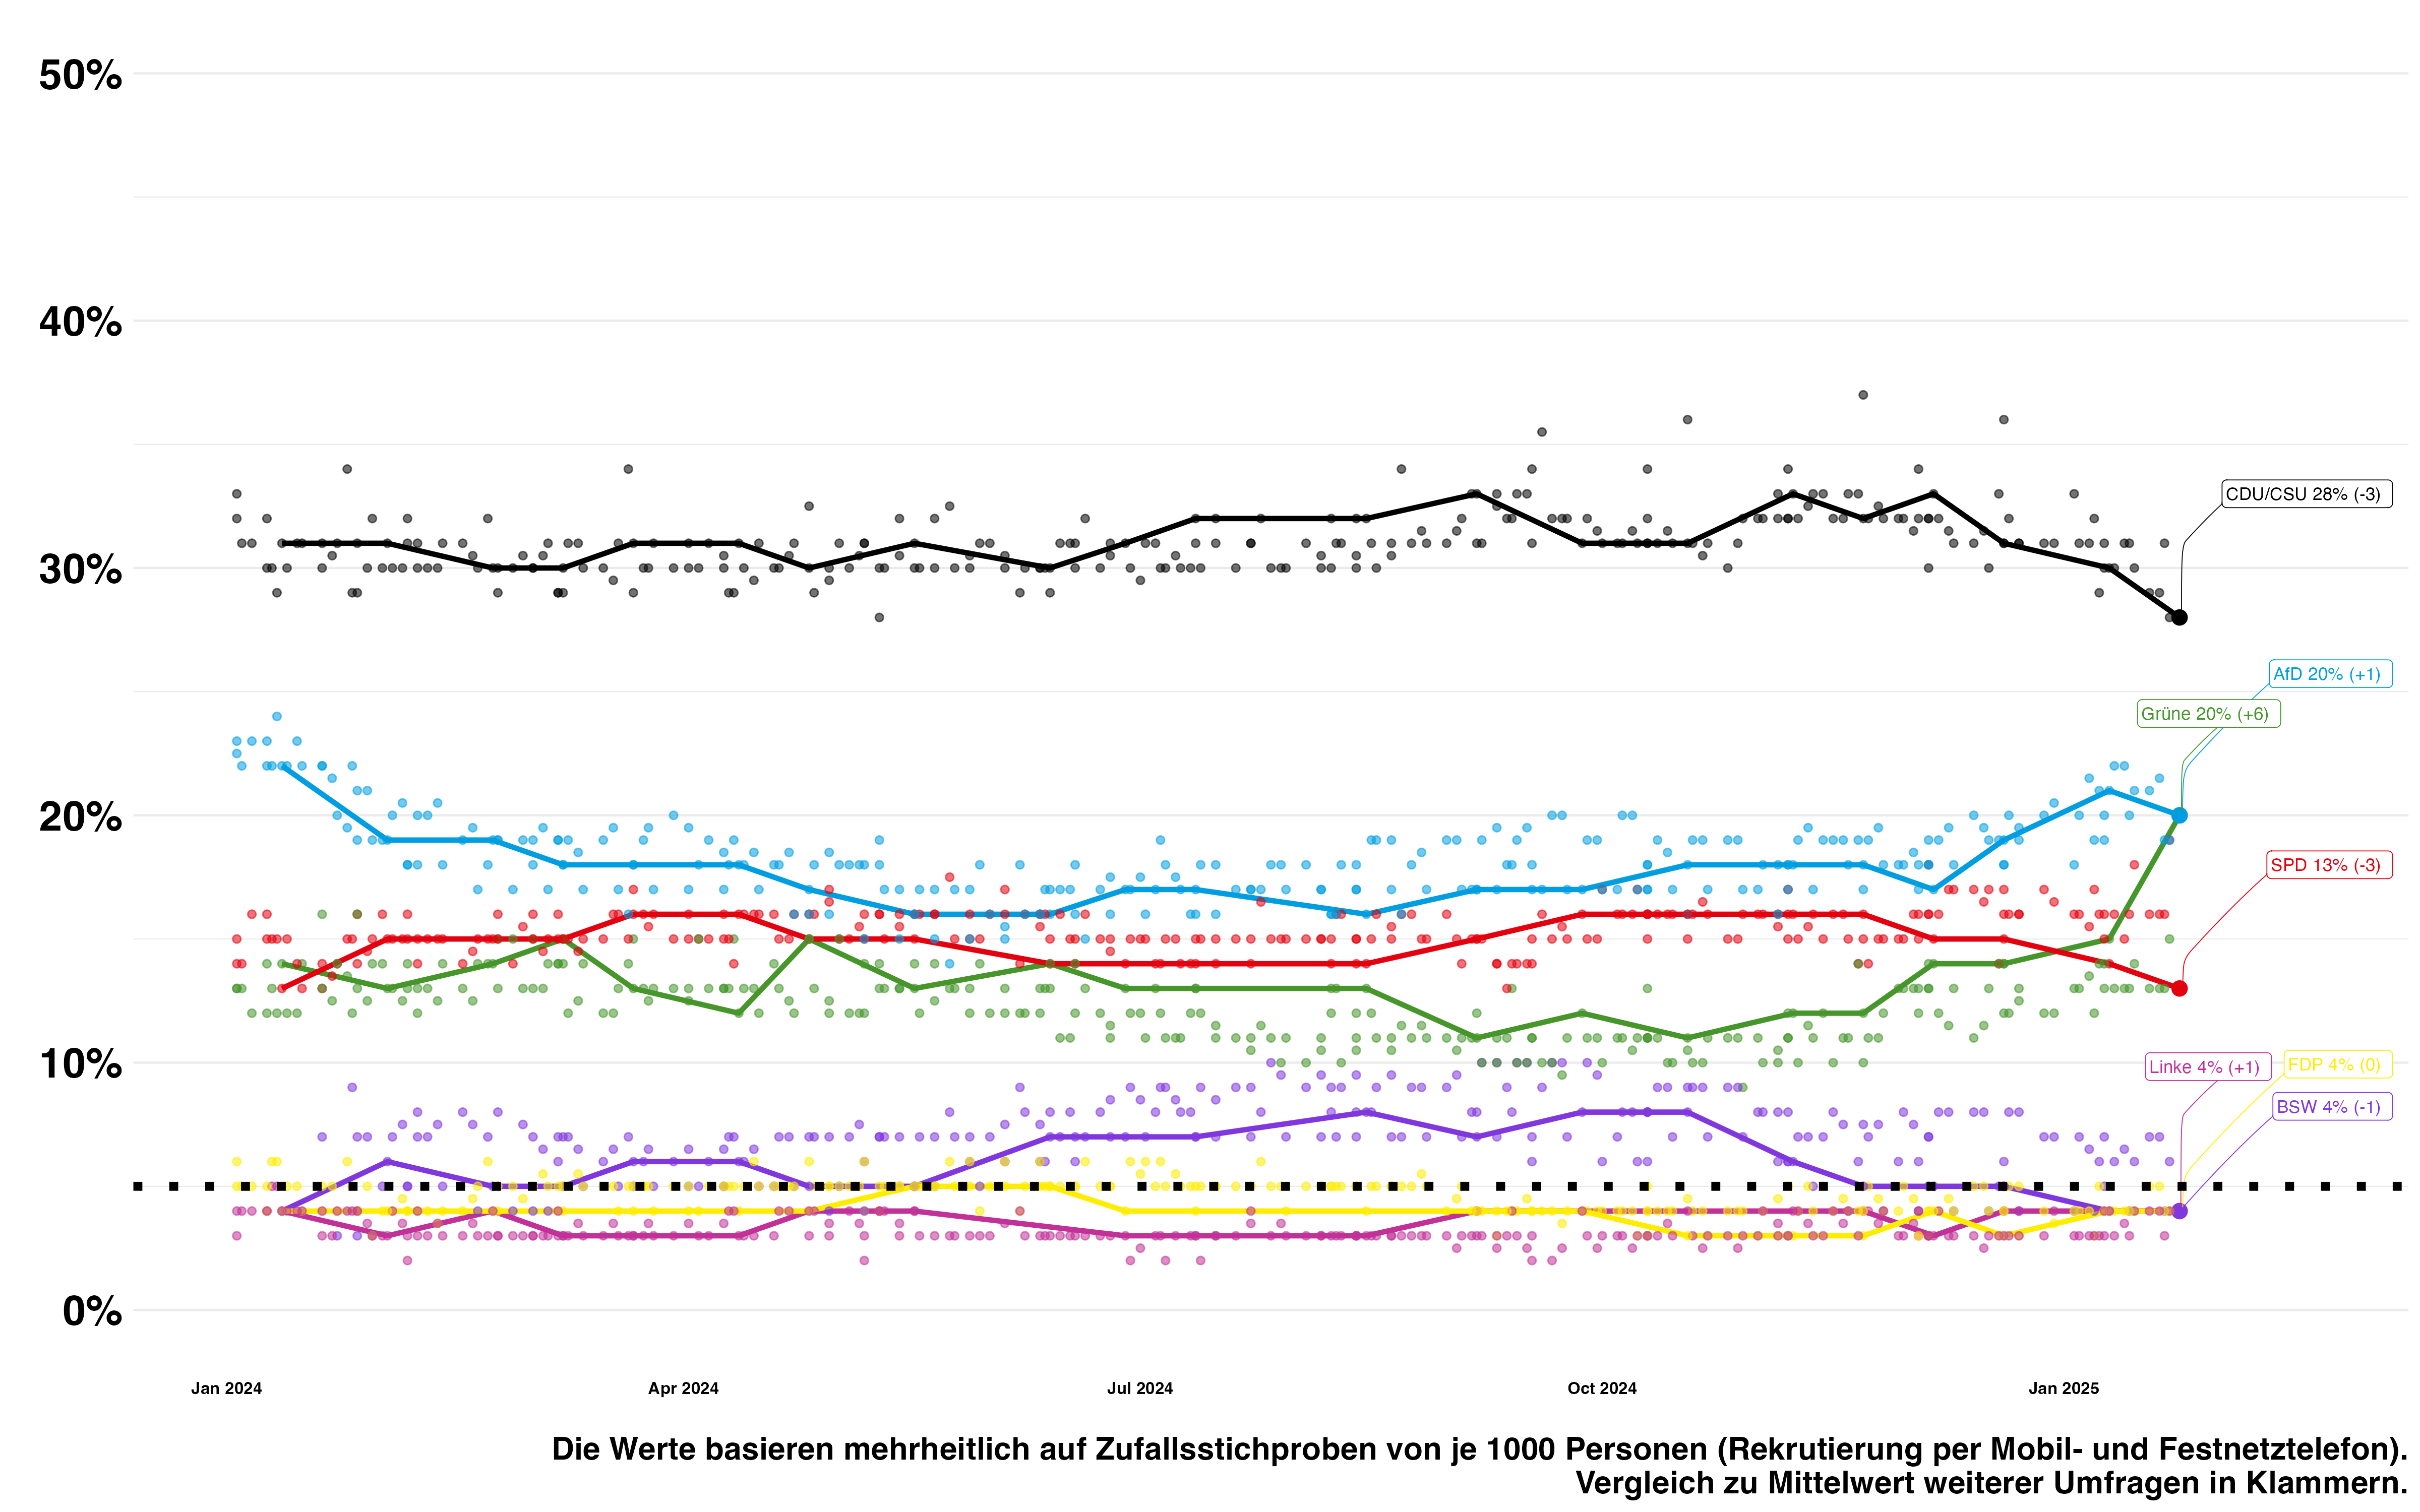 50%
40%
30%
20%
10%
0%
CDU/CSU 28% (-3)
AfD 20% (+1)
Grüne 20% (+6)
SPD 13% (-3)
Linke 4% (+1)
FDP 4% (0)
BSW 4% (-1)
Jan 2024
Apr 2024
Jul 2024
Oct 2024
Jan 2025
Die Werte basieren mehrheitlich auf Zufallsstichproben von je 1000 Personen (Rekrutierung per Mobil- und Festnetztelefon).
Vergleich zu Mittelwert weiterer Umfragen in Klammern.